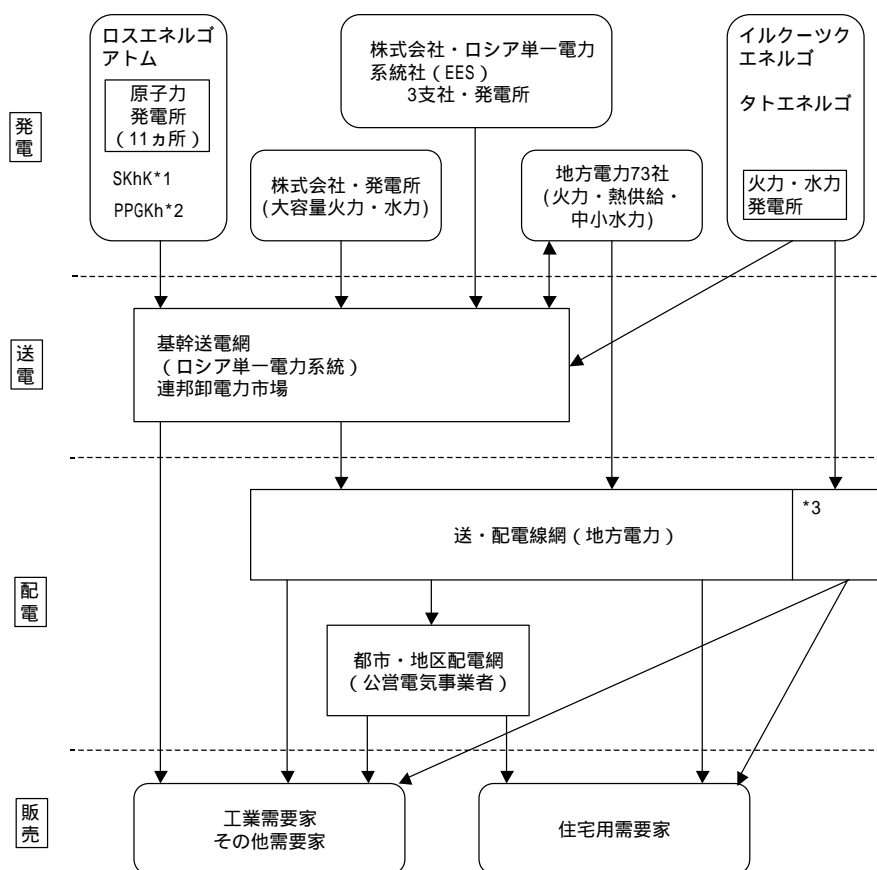 発電
ロスエネルゴ
アトム
原子力
発電所
（11ヵ所）
SKhK*1
PPGKh*2
株式会社・発電所
(大容量火力・水力)
株式会社・ロシア単一電力
系統社（EES）
3支社・発電所
地方電力73社
(火力・熱供給・
中小水力)
イルクーツク
エネルゴ
タトエネルゴ
火力・水力
発電所
送電
基幹送電網
（ロシア単一電力系統）
連邦卸電力市場
配電
送・配電線網（地方電力）
*3
都市・地区配電網
（公営電気事業者）
販売
工業需要家
その他需要家
住宅用需要家